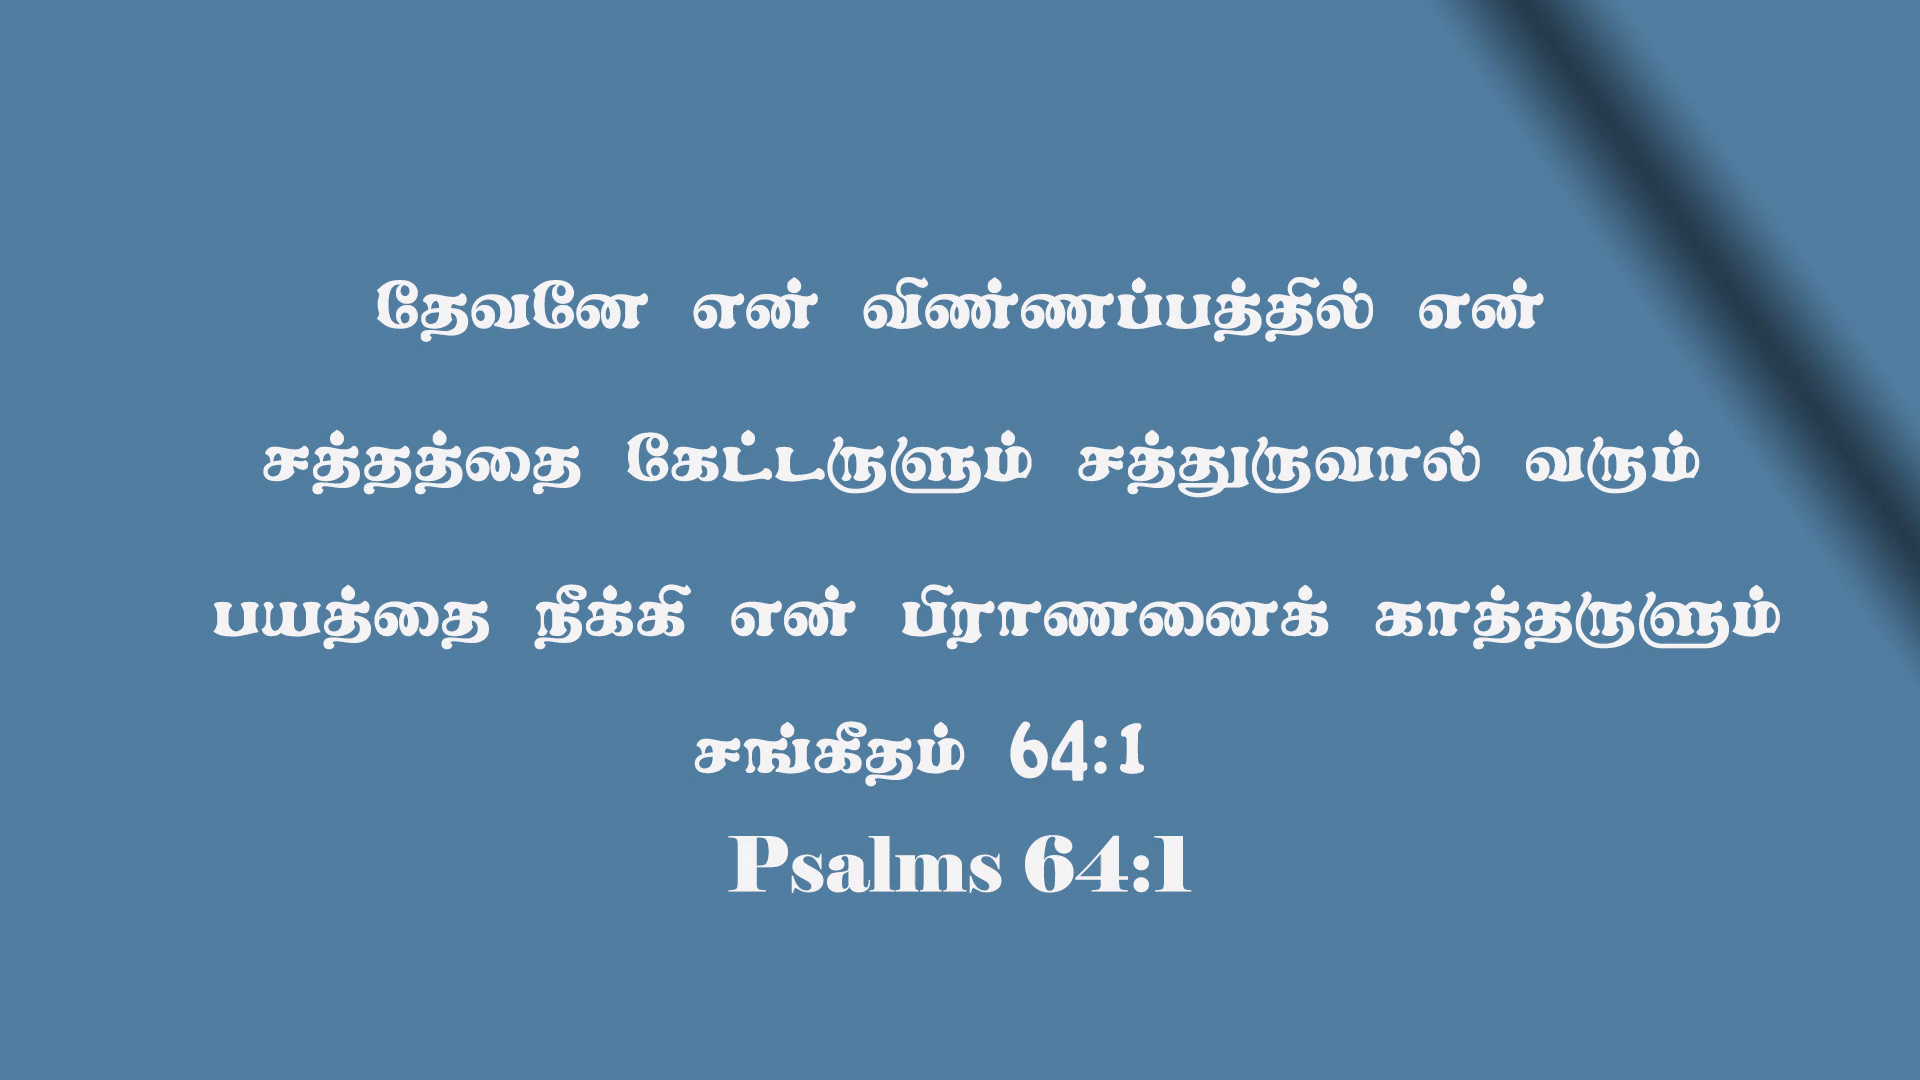 தேவனே என் விண்ணப்பத்தில் என்
சத்தத்தை கேட்டருளும் சத்துருவால் வரும்
பயத்தை நீக்கி என் பிராணனைக் காத்தருளும்
சங்கீதம் 64:1
Psalms 64:1